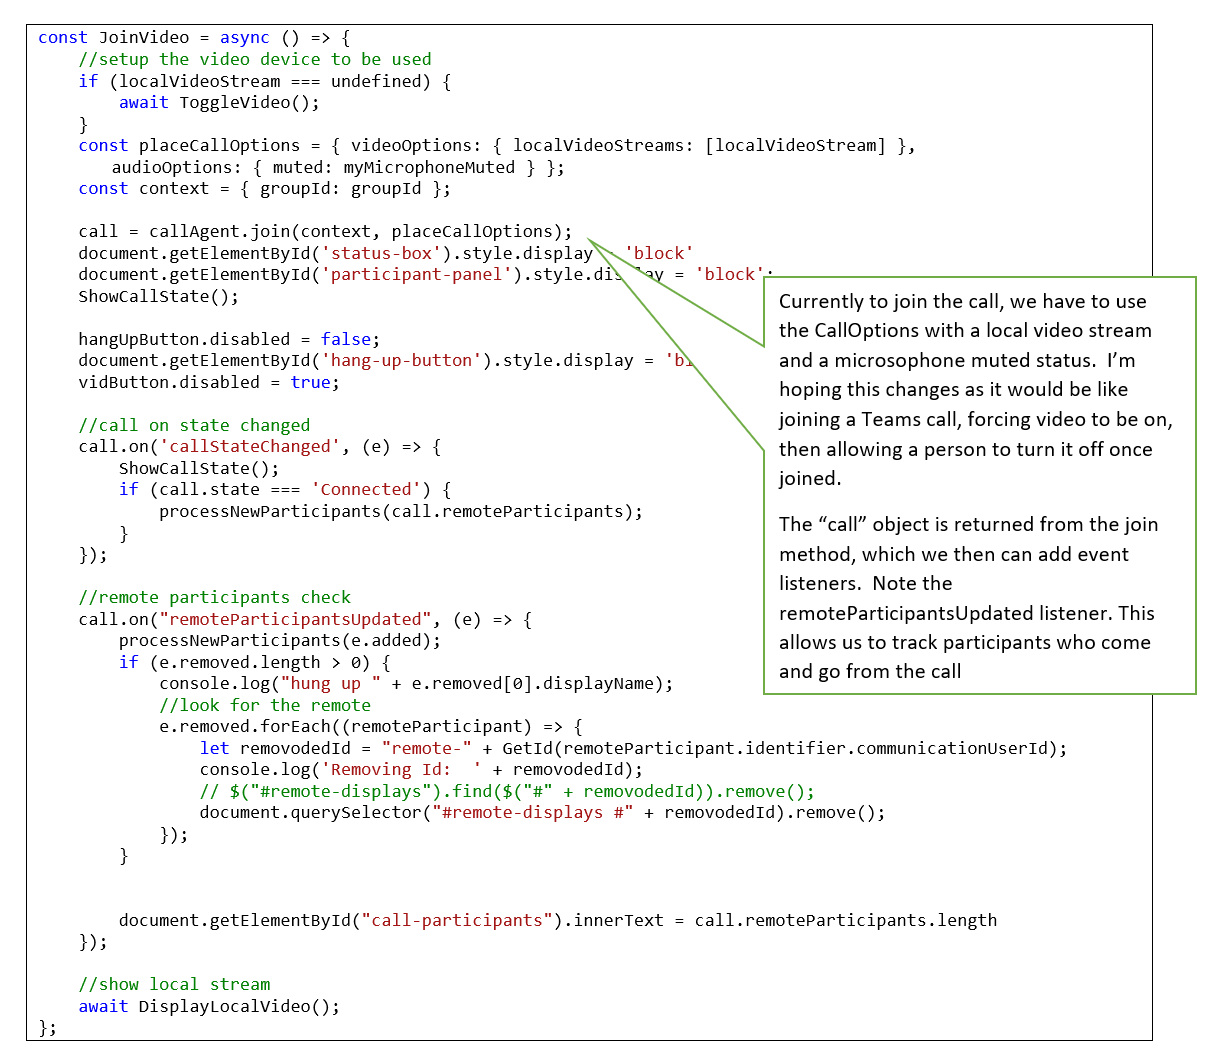 const JoinVideo = async () => {
    //setup the video device to be used
    if (localVideoStream === undefined) {
        await ToggleVideo();
    }
    const placeCallOptions = { videoOptions: { localVideoStreams: [localVideoStream] },
       audioOptions: { muted: myMicrophoneMuted } };
    const context = { groupId: groupId };

    call = callAgent.join(context, placeCallOptions);
    document.getElementById('status-box').style.display = 'block'
    document.getElementById('participant-panel').style.display = 'block';
    ShowCallState();

    hangUpButton.disabled = false;
    document.getElementById('hang-up-button').style.display = 'bl
    vidButton.disabled = true;

    //call on state changed
    call.on('callStateChanged', (e) => {
        ShowCallState();
        if (call.state === 'Connected') {
            processNewParticipants(call.remoteParticipants);
        }
    });

    //remote participants check
    call.on("remoteParticipantsUpdated", (e) => {
        processNewParticipants(e.added);
        if (e.removed.length > 0) {
            console.log("hung up " + e.removed[0].displayName);
            //look for the remote
            e.removed.forEach((remoteParticipant) => {
                let removodedId = "remote-" + GetId(remoteParticipant.identifier.communicationUserId);
                console.log('Removing Id:  ' + removodedId);
                // $("#remote-displays").find($("#" + removodedId)).remove();
                document.querySelector("#remote-displays #" + removodedId).remove();
            });
        }

        document.getElementById("call-participants").innerText = call.remoteParticipants.length
    });

    //show local stream
    await DisplayLocalVideo();
};
Currently to join the call, we have to use
the CallOptions with a local video stream
and a microsophone muted status.  I’m
hoping this changes as it would be like
joining a Teams call, forcing video to be on,
then allowing a person to turn it off once
joined.
The “call” object is returned from the join
method, which we then can add event
listeners.  Note the
remoteParticipantsUpdated listener. This
allows us to track participants who come
and go from the call